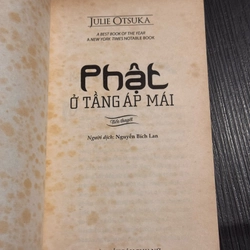 JULIE OTSUKA
A BEST BOOK OF THE YEAR
A NEW YORK TIMES NOTABLE BOOK
Phật
Ở TẦNG ÁP MÁI
Tiểu thuyết
Người dịch: Nguyễn Bích Lan